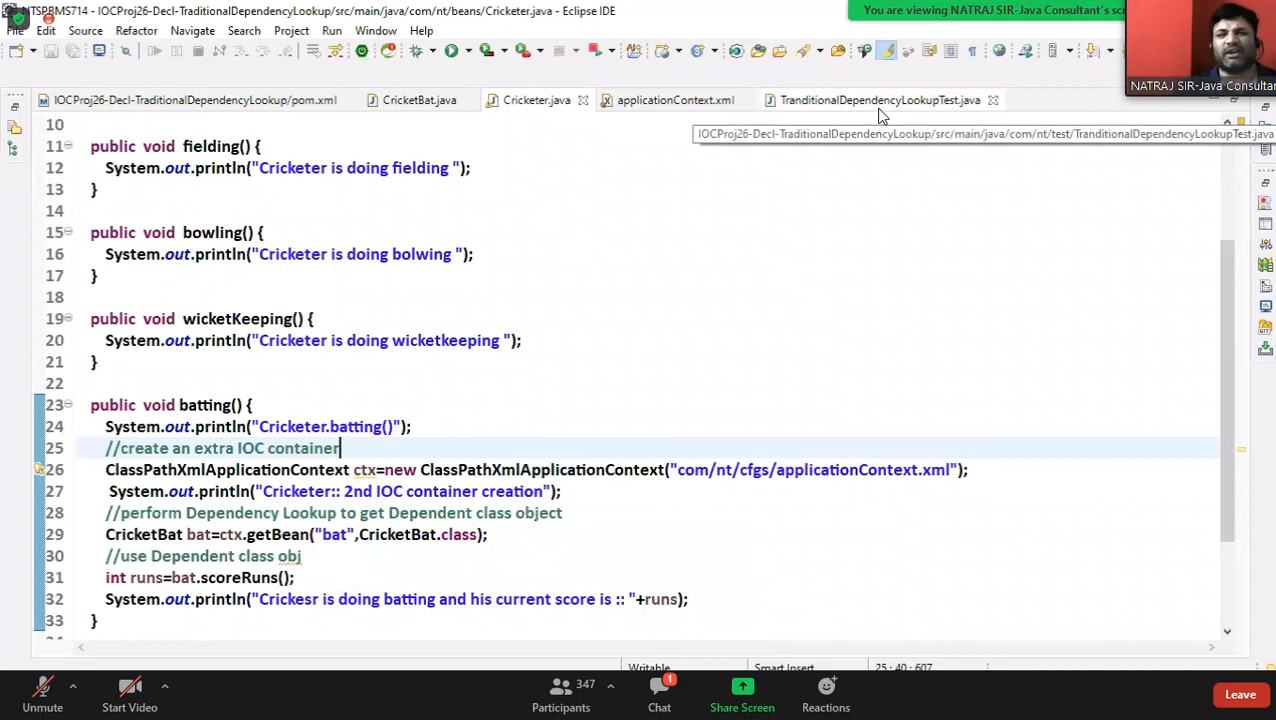 NTSPBMS714 - IOCProj26-Decl-TraditionalDependencyLookup/src/main/java/com/nt/beans/Cricketer.java - Eclipse IDE
You are viewing NATRAJ SIR-Java Consultant's scr
File Edit Source Refactor Navigate Search Project Run Window Help
NATRAJ SIR-Java Consultant
IOCProj26-Decl-TraditionalDependencyLookup/pom.xml CricketBat.java Cricketer.java applicationContext.xml TranditionalDependencyLookupTest.java
IOCProj26-Decl-TraditionalDependencyLookup/src/main/java/com/nt/test/TranditionalDependencyLookupTest.java
10
11 public void fielding() {
12 System.out.println("Cricketer is doing fielding ");
13 }
14
15 public void bowling() {
16 System.out.println("Cricketer is doing bolwing ");
17 }
18
19 public void wicketKeeping() {
20 System.out.println("Cricketer is doing wicketkeeping ");
21 }
22
23 public void batting() {
24 System.out.println("Cricketer.batting()");
25 //create an extra IOC container
26 ClassPathXmlApplicationContext ctx=new ClassPathXmlApplicationContext("com/nt/cfgs/applicationContext.xml");
27 System.out.println("Cricketer:: 2nd IOC container creation");
28 //perform Dependency Lookup to get Dependent class object
29 CricketBat bat=ctx.getBean("bat",CricketBat.class);
30 //use Dependent class obj
31 int runs=bat.scoreRuns();
32 System.out.println("Crickesr is doing batting and his current score is :: "+runs);
33 }
Writable Smart Insert 25 : 40 : 607
347 1
Unmute Start Video Participants Chat Share Screen Reactions Leave